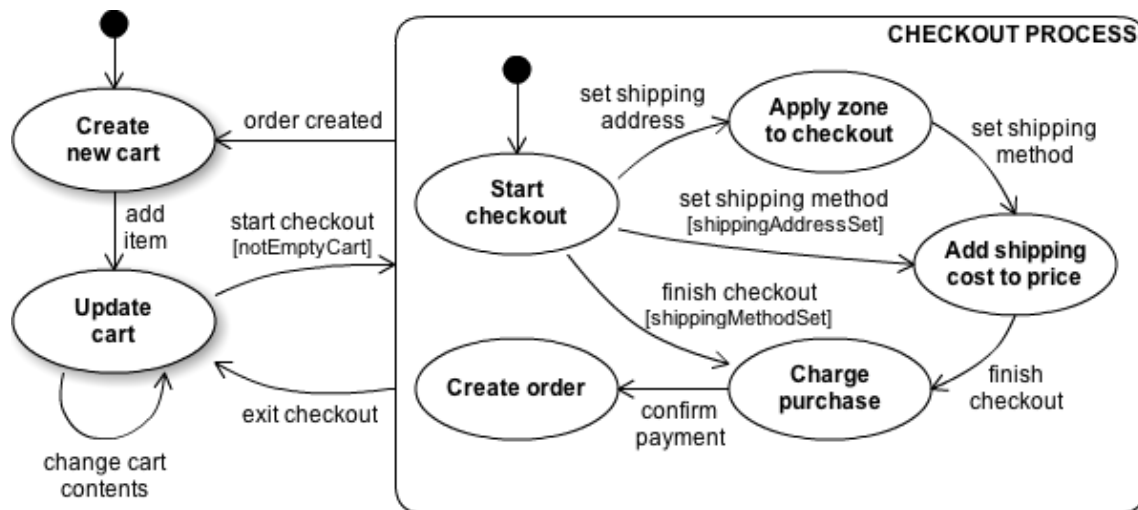 CHECKOUT PROCESS
Create
new cart
order created
add
item
start checkout
[notEmptyCart]
Update
cart
change cart
contents
exit checkout
Start
checkout
set shipping
address
Apply zone
to checkout
set shipping
method
set shipping method
[shippingAddressSet]
Add shipping
cost to price
finish checkout
[shippingMethodSet]
finish
checkout
Charge
purchase
confirm
payment
Create order